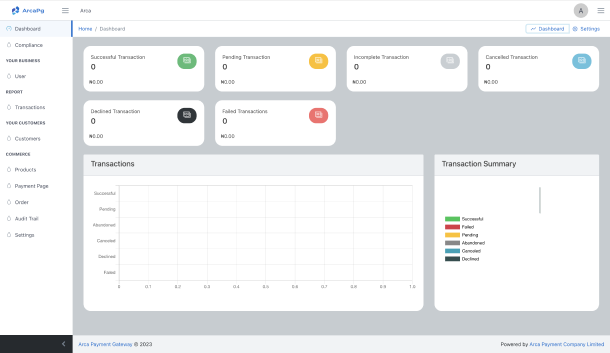 ArcaPg
Arca
A
Dashboard
Home / Dashboard
Dashboard
Settings
Compliance
YOUR BUSINESS
User
REPORT
Transactions
YOUR CUSTOMERS
Customers
COMMERCE
Products
Payment Page
Order
Audit Trail
Settings
Successful Transaction
0
₦0.00
Pending Transaction
0
₦0.00
Incomplete Transaction
0
₦0.00
Cancelled Transaction
0
₦0.00
Declined Transaction
0
₦0.00
Failed Transactions
0
₦0.00
Transactions
Successful
Pending
Abandoned
Canceled
Declined
Failed
0 0.1 0.2 0.3 0.4 0.5 0.6 0.7 0.8 0.9 1.0
Transaction Summary
Successful
Failed
Pending
Abandoned
Canceled
Declined
Arca Payment Gateway © 2023
Powered by Arca Payment Company Limited